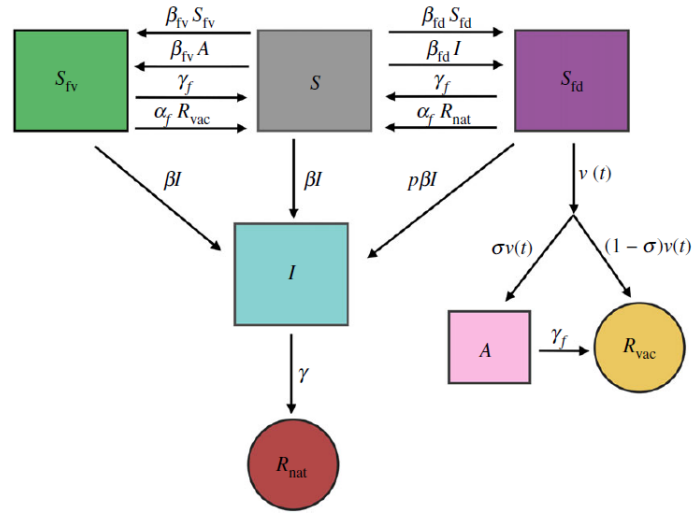 β_fv S_fv
β_fd S_fd
β_fv A
β_fd I
S_fv
γ_f
S
γ_f
S_fd
α_f R_vac
α_f R_nat
βI
βI
pβI
v (t)
σv(t)
(1 − σ)v(t)
I
A
γ_f
R_vac
γ
R_nat